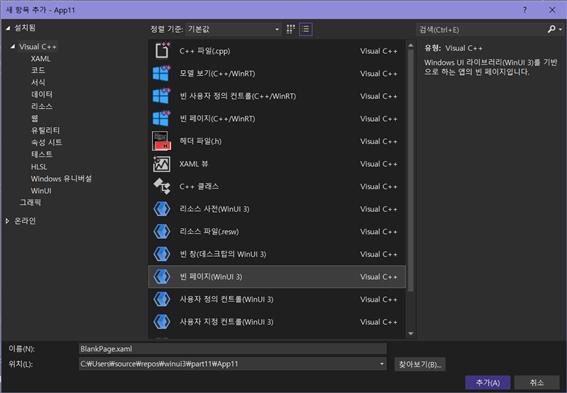 새 항목 추가 - App11
설치됨
정렬 기준: 기본값
검색(Ctrl+E)
Visual C++
XAML
코드
서식
데이터
리소스
웹
유틸리티
속성 시트
테스트
HLSL
Windows 유니버설
WinUI
그래픽
온라인
C++ 파일(.cpp) Visual C++
모델 보기(C++/WinRT) Visual C++
빈 사용자 정의 컨트롤(C++/WinRT) Visual C++
빈 페이지(C++/WinRT) Visual C++
헤더 파일(.h) Visual C++
XAML 뷰 Visual C++
C++ 클래스 Visual C++
리소스 사전(WinUI 3) Visual C++
리소스 파일(.resw) Visual C++
빈 창(데스크탑의 WinUI 3) Visual C++
빈 페이지(WinUI 3) Visual C++
사용자 정의 컨트롤(WinUI 3) Visual C++
사용자 지정 컨트롤(WinUI 3) Visual C++
유형: Visual C++
Windows UI 라이브러리(WinUI 3)를 기반
으로 하는 앱의 빈 페이지입니다.
이름(N): BlankPage.xaml
위치(L): C:₩Users₩source₩repos₩winui3₩part11₩App11
찾아보기(B)...
추가(A)
취소